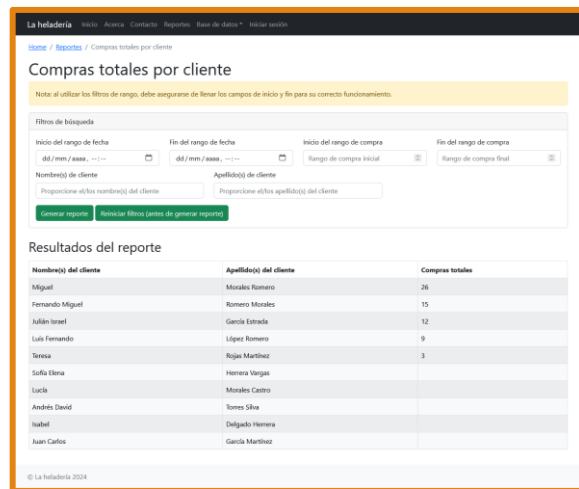 La heladería Inicio Acerca Contacto Reportes Base de datos Iniciar sesión
Home / Reportes / Compras totales por cliente
Compras totales por cliente
Nota: al utilizar los filtros de rango, debe asegurarse de llenar los campos de inicio y fin para su correcto funcionamiento.
Filtros de búsqueda
Inicio del rango de fecha Fin del rango de fecha Inicio del rango de compra Fin del rango de compra
dd/mm/aaaa, --:-- dd/mm/aaaa, --:-- Rango de compra inicial Rango de compra final
Nombre(s) de cliente Apellido(s) de cliente
Proporcione el/los nombre(s) del cliente Proporcione el/los apellido(s) del cliente
Generar reporte Reiniciar filtros (antes de generar reporte)
Resultados del reporte
Nombre(s) del cliente Apellido(s) del cliente Compras totales
Miguel Morales Romero 26
Fernando Miguel Romero Morales 15
Julián Israel García Estrada 12
Luis Fernando López Romero 9
Teresa Rojas Martínez 3
Sofía Elena Herrera Vargas
Lucía Morales Castro
Andrés David Torres Silva
Isabel Delgado Herrera
Juan Carlos García Martínez
© La heladería 2024